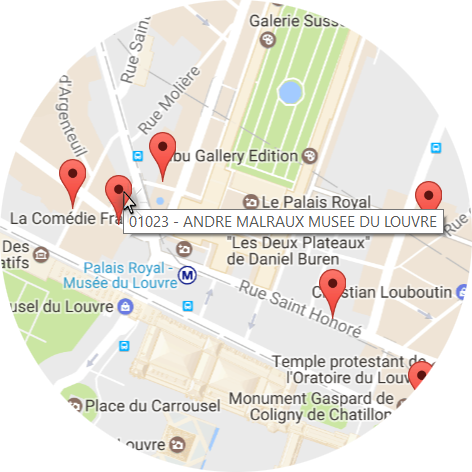 Galerie Suss
Rue Sain
Rue Molière
d'Argenteuil
bu Gallery Edition
Le Palais Royal
La Comédie Fra
01023 - ANDRE MALRAUX MUSEE DU LOUVRE
"Les Deux Plateaux"
de Daniel Buren
Des
atifs
Palais Royal -
Musée du Louvre
M
Rue Saint Honoré
Christian Louboutin
usel du Louvre
Temple protestant de
l'Oratoire du Louv
Monument Gaspard de
Coligny de Chatillon
Place du Carrousel
Louvre